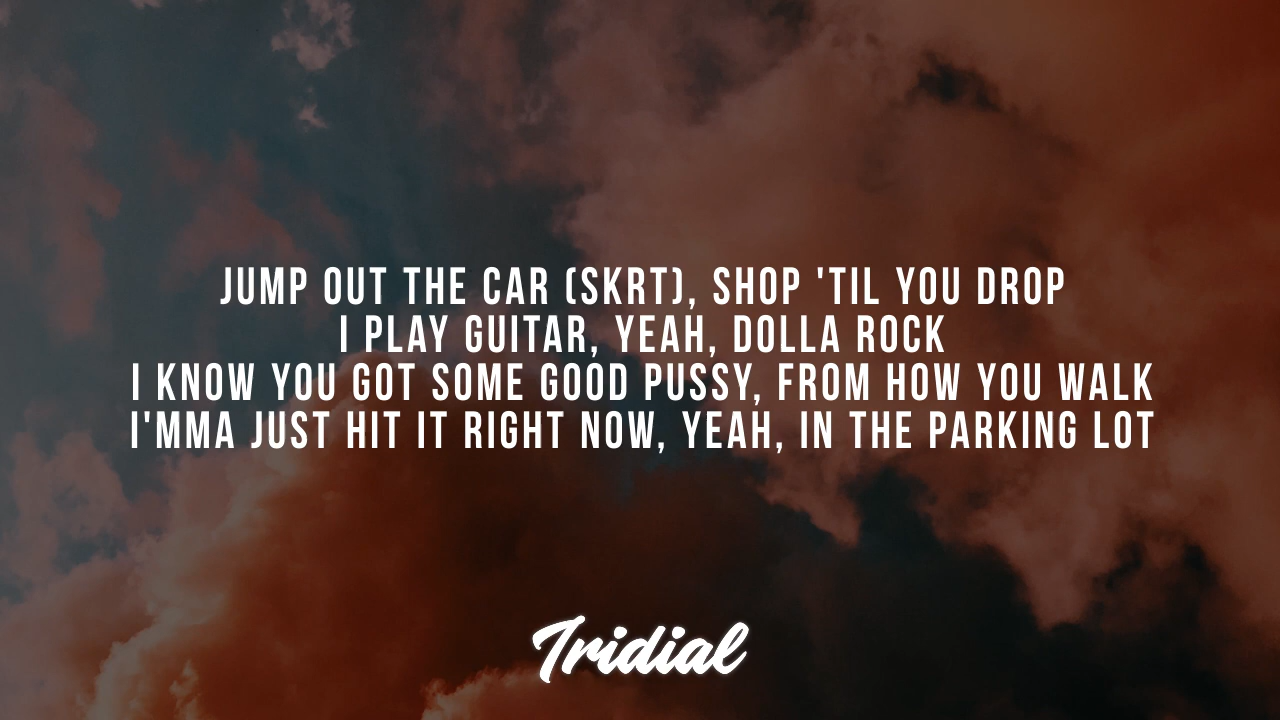 JUMP OUT THE CAR (SKRT), SHOP 'TIL YOU DROP
I PLAY GUITAR, YEAH, DOLLA ROCK
I KNOW YOU GOT SOME GOOD PUSSY, FROM HOW YOU WALK
I'MMA JUST HIT IT RIGHT NOW, YEAH, IN THE PARKING LOT
Tridial